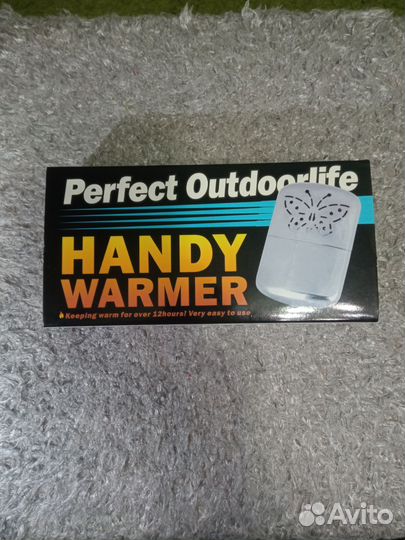 Perfect Outdoorlife
HANDY
WARMER
Keeping warm for over 12hours! Very easy to use
Avito